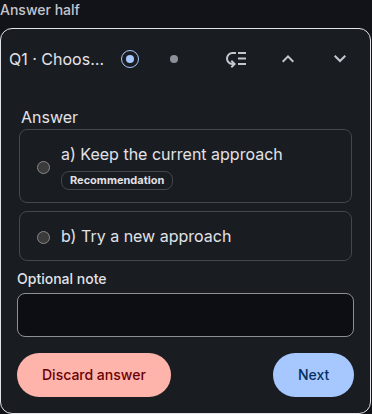 Answer half
Q1 · Choos...
Answer
a) Keep the current approach
Recommendation
b) Try a new approach
Optional note
Discard answer
Next